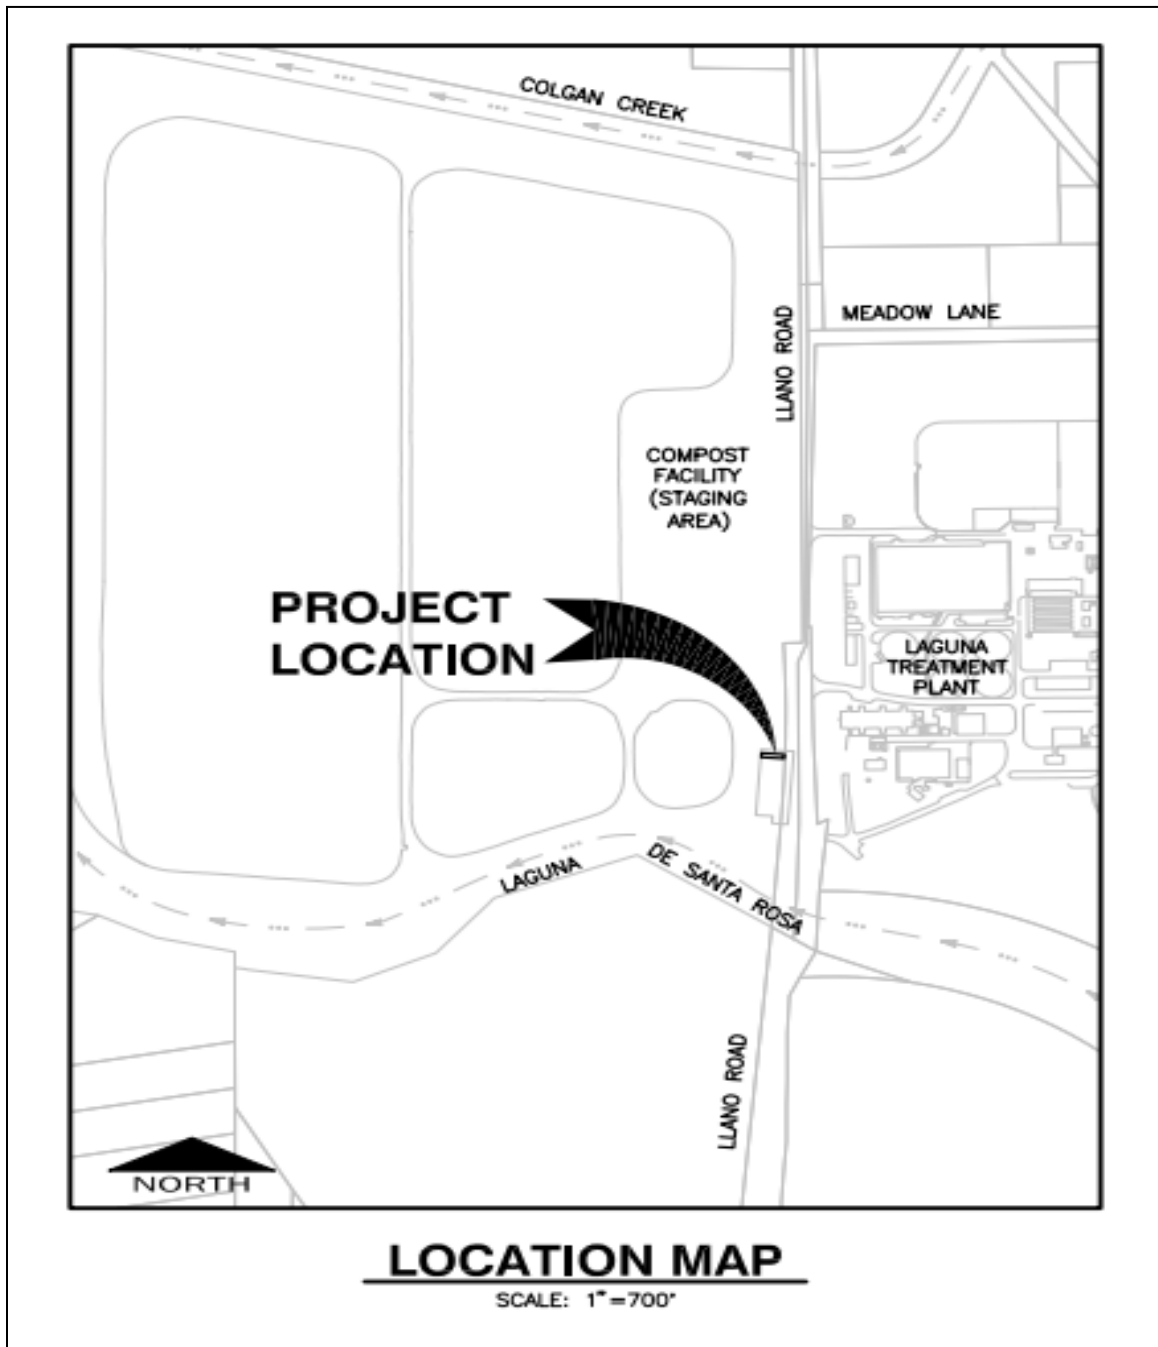 COLGAN CREEK
MEADOW LANE
LLANO ROAD
COMPOST
FACILITY
(STAGING
AREA)
PROJECT
LOCATION
LAGUNA
TREATMENT
PLANT
LAGUNA
DE SANTA ROSA
LLANO ROAD
NORTH
LOCATION MAP
SCALE: 1"=700'